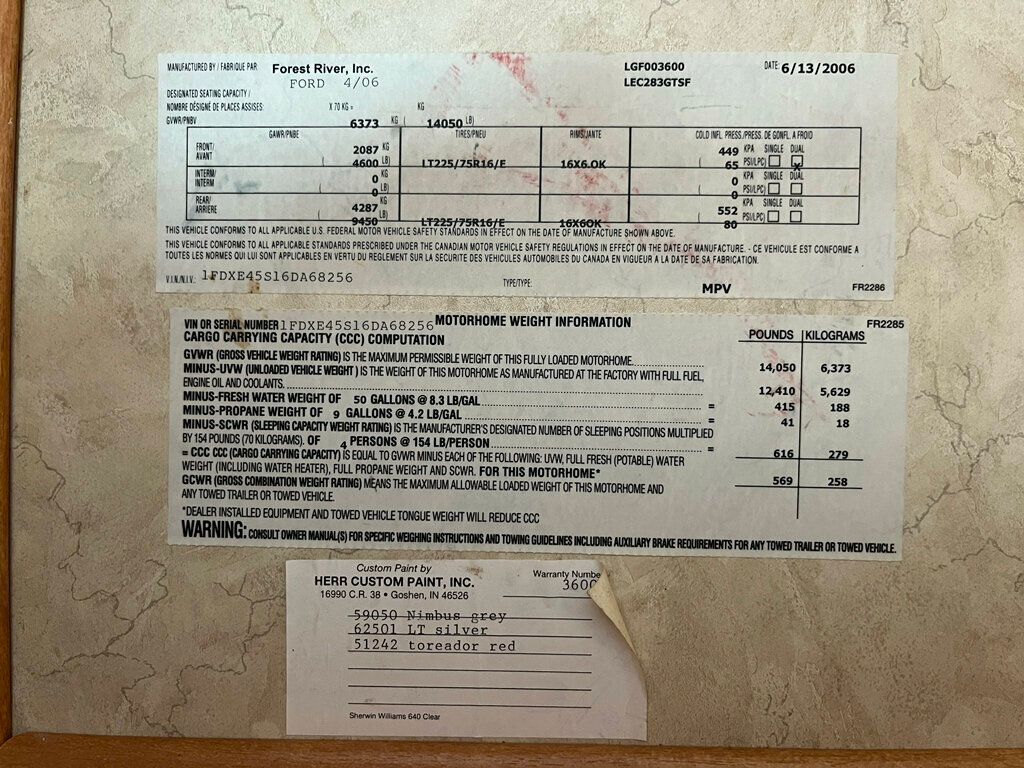 MANUFACTURED BY / FABRIQUE PAR Forest River, Inc. LGF003600 DATE: 6/13/2006
FORD 4/06 LEC283GTSF
DESIGNATED SEATING CAPACITY /
NOMBRE DÉSIGNÉ DE PLACES ASSISES: X 70 KG = KG
GVWR/PNBV 6373 KG ( 14050 LB)
GAWR/PNBE TIRES/PNEU RIMS/JANTE COLD INFL. PRESS./PRESS. DE GONFL. A FROID
FRONT/ 2087 KG 449 KPA SINGLE DUAL
AVANT ( 4600 LB) LT225/75R16/E 16X6.OK ( 65 PSI/LPC) ☐ ☒
INTERM/ 0 KG 0 KPA SINGLE DUAL
INTERM ( 0 LB) ( 0 PSI/LPC) ☐ ☐
REAR/ 4287 KG 552 KPA SINGLE DUAL
ARRIERE ( 9450 LB) LT225/75R16/E 16X6OK ( 80 PSI/LPC) ☐ ☐
THIS VEHICLE CONFORMS TO ALL APPLICABLE U.S. FEDERAL MOTOR VEHICLE SAFETY STANDARDS IN EFFECT ON THE DATE OF MANUFACTURE SHOWN ABOVE.
THIS VEHICLE CONFORMS TO ALL APPLICABLE STANDARDS PRESCRIBED UNDER THE CANADIAN MOTOR VEHICLE SAFETY REGULATIONS IN EFFECT ON THE DATE OF MANUFACTURE. - CE VEHICULE EST CONFORME A
TOUTES LES NORMES QUI LUI SONT APPLICABLES EN VERTU DU REGLEMENT SUR LA SECURITE DES VEHICULES AUTOMOBILES DU CANADA EN VIGUEUR A LA DATE DE SA FABRICATION.
V.I.N./N.I.V.: 1FDXE45S16DA68256 TYPE/TYPE: MPV FR2286
VIN OR SERIAL NUMBER 1FDXE45S16DA68256 MOTORHOME WEIGHT INFORMATION FR2285
CARGO CARRYING CAPACITY (CCC) COMPUTATION POUNDS KILOGRAMS
GVWR (GROSS VEHICLE WEIGHT RATING) IS THE MAXIMUM PERMISSIBLE WEIGHT OF THIS FULLY LOADED MOTORHOME 14,050 6,373
MINUS-UVW (UNLOADED VEHICLE WEIGHT ) IS THE WEIGHT OF THIS MOTORHOME AS MANUFACTURED AT THE FACTORY WITH FULL FUEL,
ENGINE OIL AND COOLANTS. 12,410 5,629
MINUS-FRESH WATER WEIGHT OF 50 GALLONS @ 8.3 LB/GAL = 415 188
MINUS-PROPANE WEIGHT OF 9 GALLONS @ 4.2 LB/GAL = 41 18
MINUS-SCWR (SLEEPING CAPACITY WEIGHT RATING) IS THE MANUFACTURER'S DESIGNATED NUMBER OF SLEEPING POSITIONS MULTIPLIED
BY 154 POUNDS (70 KILOGRAMS). OF 4 PERSONS @ 154 LB/PERSON = 616 279
= CCC CCC (CARGO CARRYING CAPACITY) IS EQUAL TO GVWR MINUS EACH OF THE FOLLOWING: UVW, FULL FRESH (POTABLE) WATER
WEIGHT (INCLUDING WATER HEATER), FULL PROPANE WEIGHT AND SCWR. FOR THIS MOTORHOME* 569 258
GCWR (GROSS COMBINATION WEIGHT RATING) MEANS THE MAXIMUM ALLOWABLE LOADED WEIGHT OF THIS MOTORHOME AND
ANY TOWED TRAILER OR TOWED VEHICLE.
*DEALER INSTALLED EQUIPMENT AND TOWED VEHICLE TONGUE WEIGHT WILL REDUCE CCC
WARNING: CONSULT OWNER MANUAL(S) FOR SPECIFIC WEIGHING INSTRUCTIONS AND TOWING GUIDELINES INCLUDING AUXILIARY BRAKE REQUIREMENTS FOR ANY TOWED TRAILER OR TOWED VEHICLE.
Custom Paint by
HERR CUSTOM PAINT, INC. Warranty Numbe
16990 C.R. 38 • Goshen, IN 46526 3600
59050 Nimbus grey
62501 LT silver
51242 toreador red
Sherwin Williams 640 Clear